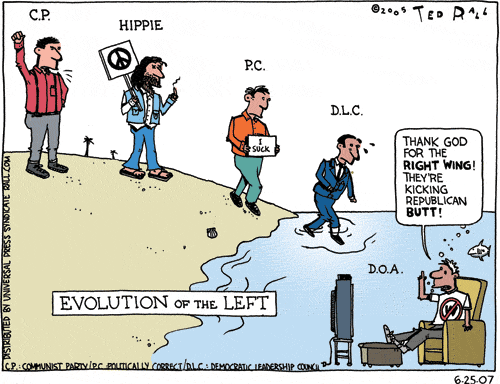 ©2005 TED RALL
C.P.
HIPPIE
P.C.
D.L.C.
I
SUCK
THANK GOD
FOR THE
RIGHT WING!
THEY'RE
KICKING
REPUBLICAN
BUTT!
D.O.A.
W
EVOLUTION OF THE LEFT
DISTRIBUTED BY UNIVERSAL PRESS SYNDICATE RALL.COM
C.P.: COMMUNIST PARTY/P.C. POLITICALLY CORRECT/D.L.C.: DEMOCRATIC LEADERSHIP COUNCIL
6-25-07